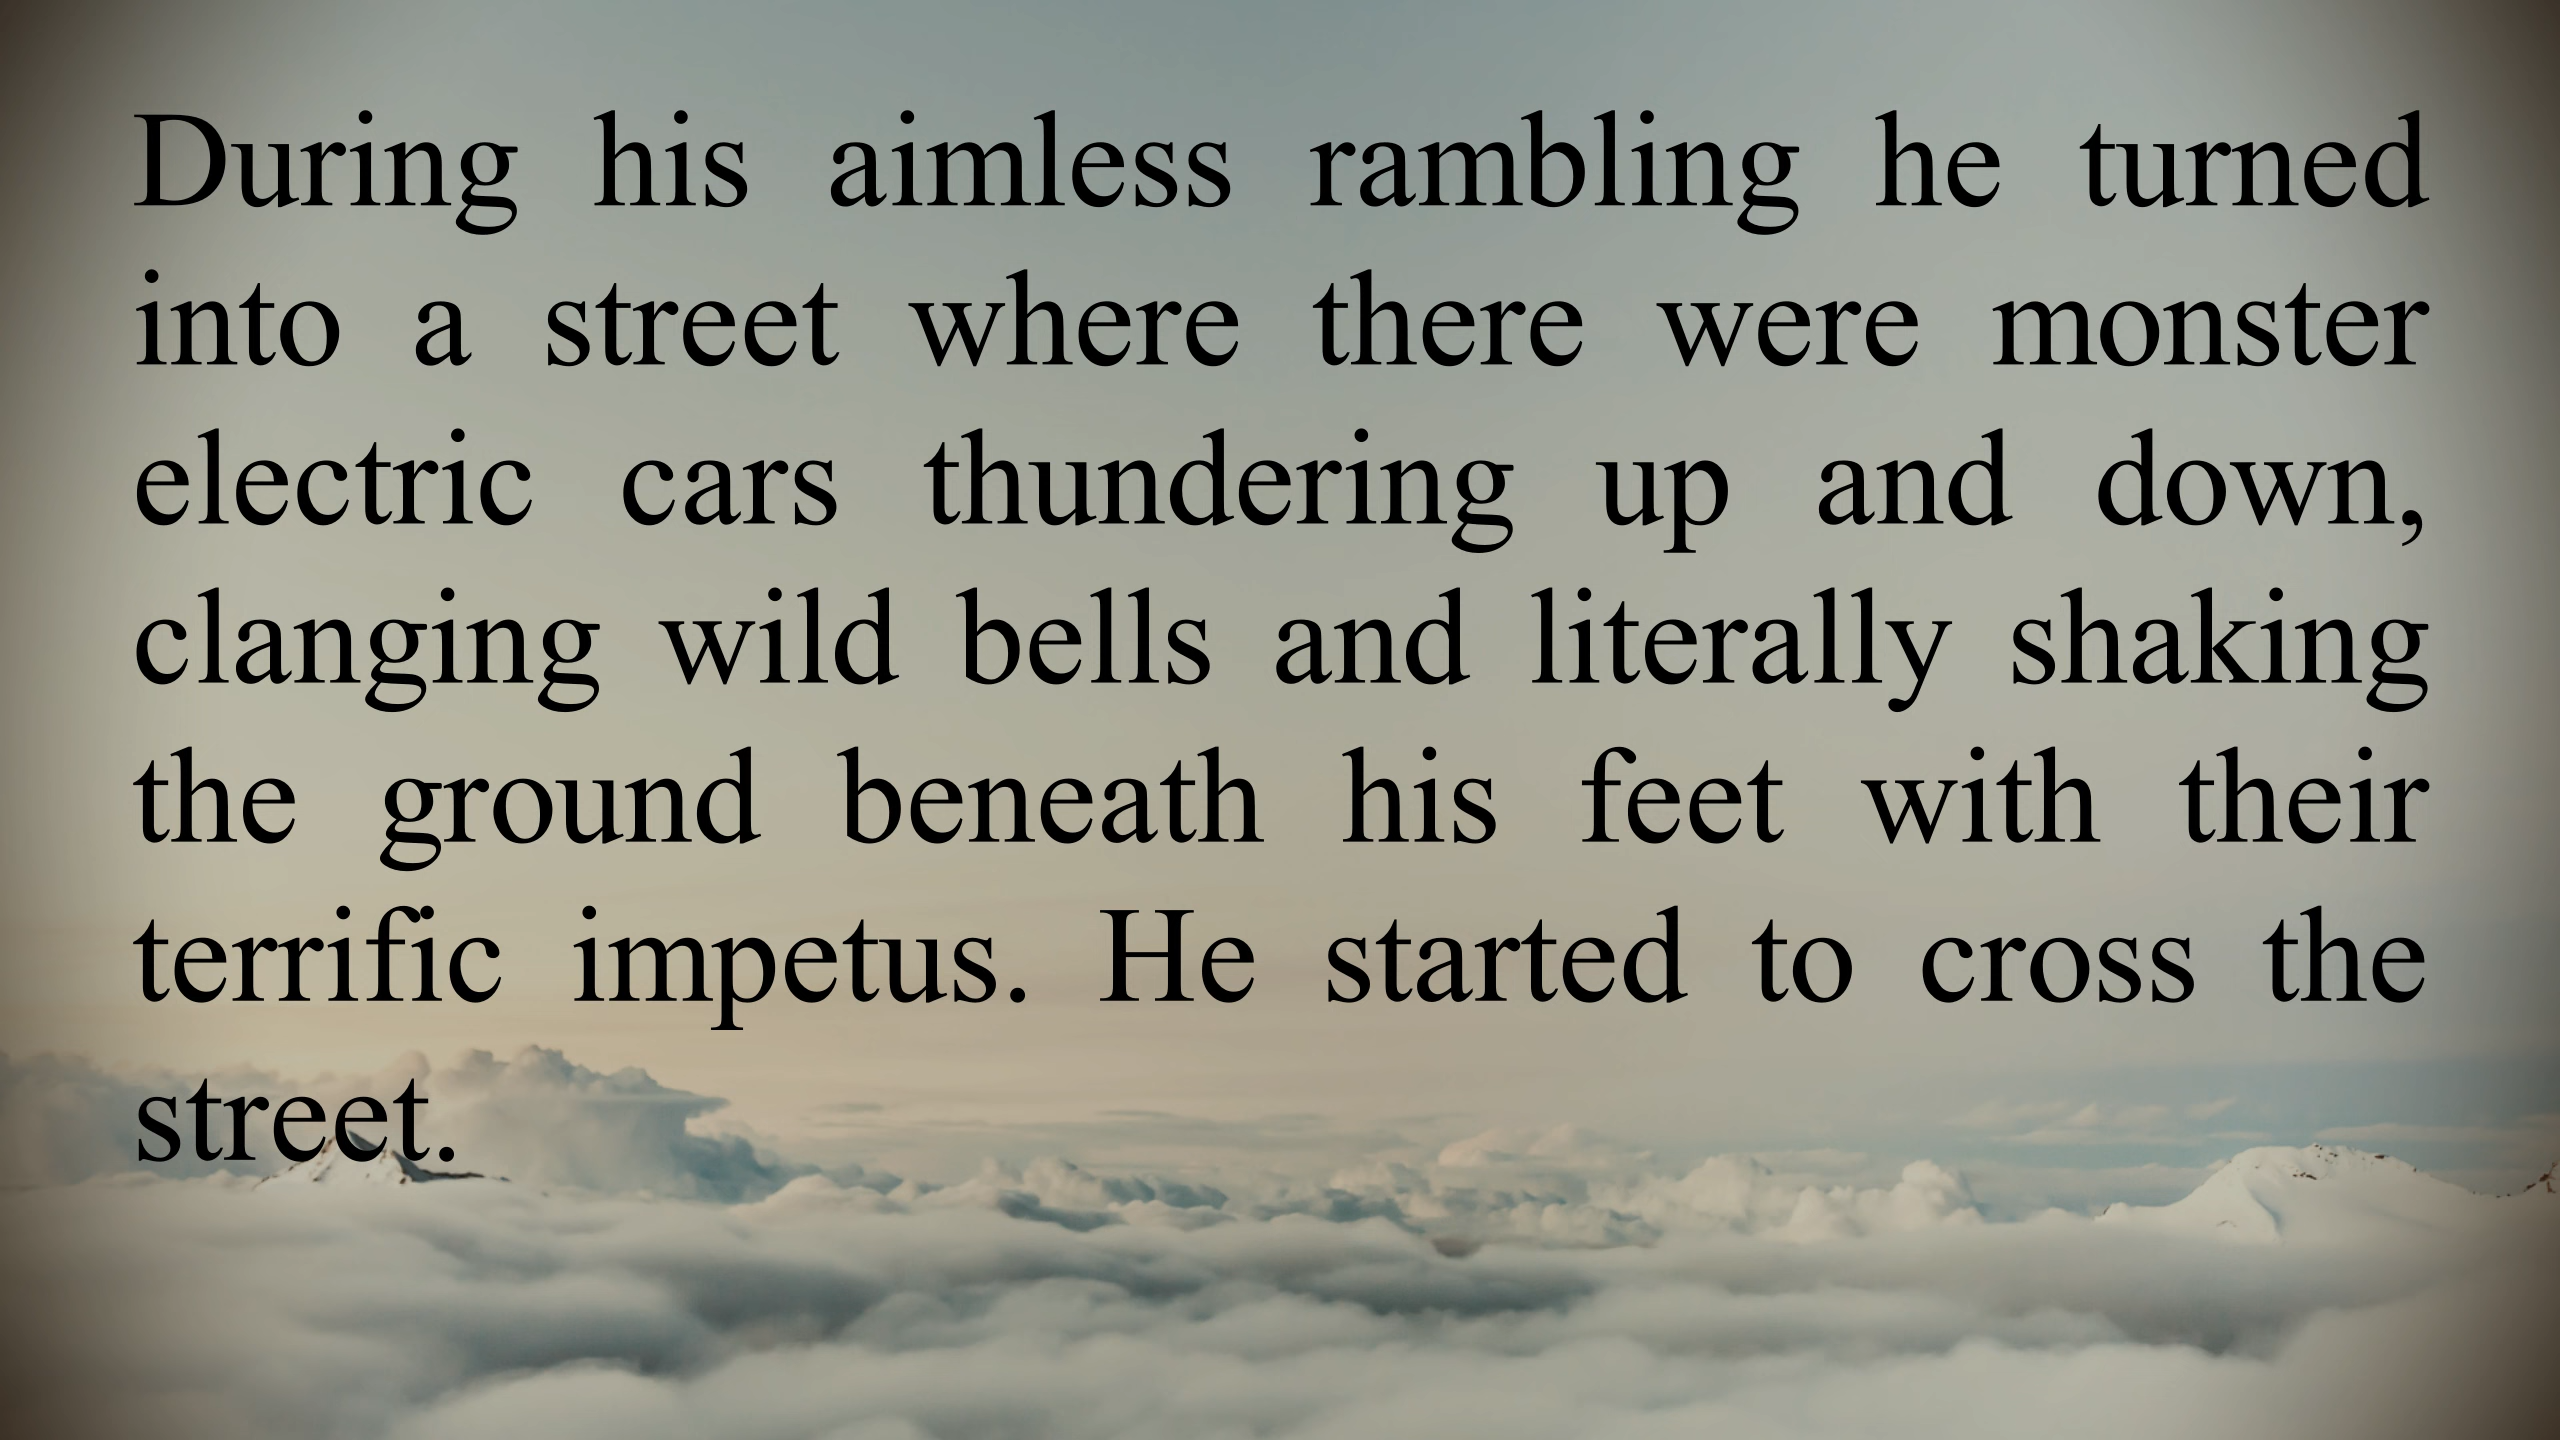 During his aimless rambling he turned
into a street where there were monster
electric cars thundering up and down,
clanging wild bells and literally shaking
the ground beneath his feet with their
terrific impetus. He started to cross the
street.